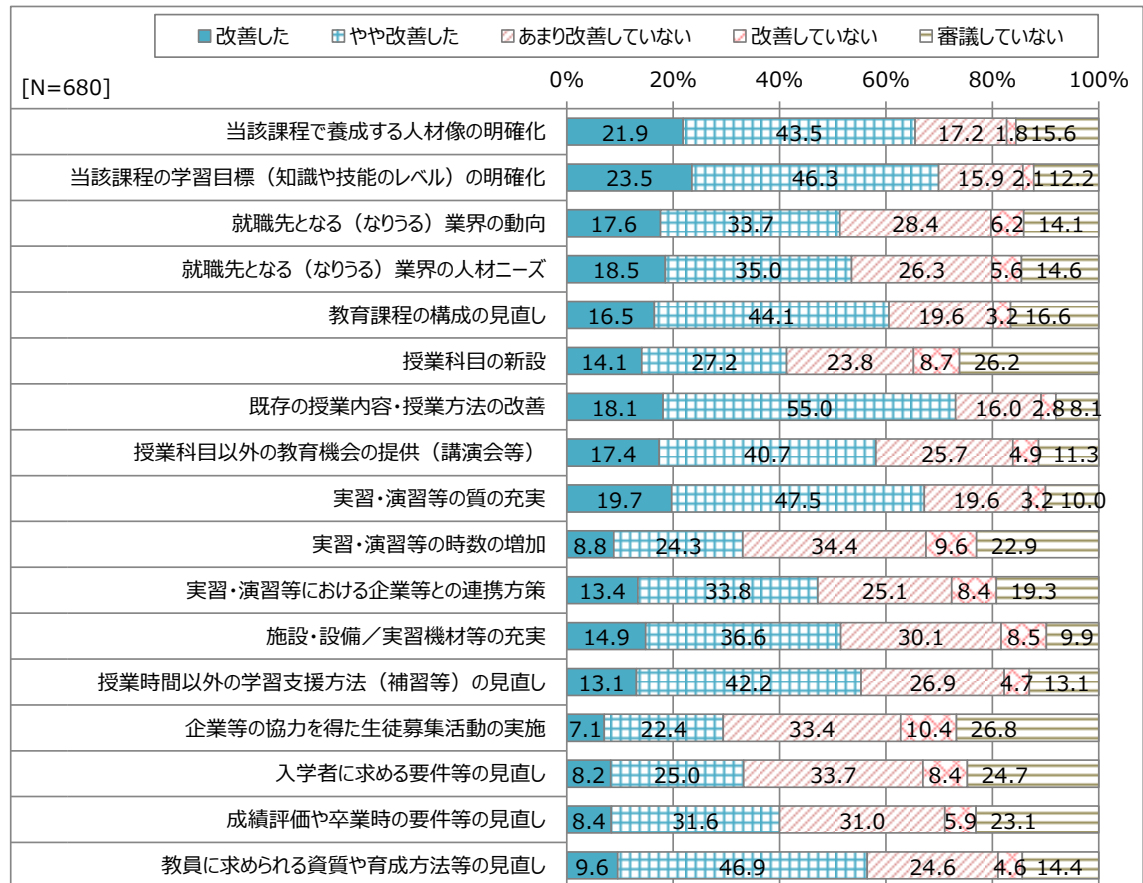 改善した やや改善した あまり改善していない 改善していない 審議していない
[N=680]
0% 20% 40% 60% 80% 100%
当該課程で養成する人材像の明確化 21.9 43.5 17.2 1.8 15.6
当該課程の学習目標（知識や技能のレベル）の明確化 23.5 46.3 15.9 2.1 12.2
就職先となる（なりうる）業界の動向 17.6 33.7 28.4 6.2 14.1
就職先となる（なりうる）業界の人材ニーズ 18.5 35.0 26.3 5.6 14.6
教育課程の構成の見直し 16.5 44.1 19.6 3.2 16.6
授業科目の新設 14.1 27.2 23.8 8.7 26.2
既存の授業内容・授業方法の改善 18.1 55.0 16.0 2.8 8.1
授業科目以外の教育機会の提供（講演会等） 17.4 40.7 25.7 4.9 11.3
実習・演習等の質の充実 19.7 47.5 19.6 3.2 10.0
実習・演習等の時数の増加 8.8 24.3 34.4 9.6 22.9
実習・演習等における企業等との連携方策 13.4 33.8 25.1 8.4 19.3
施設・設備／実習機材等の充実 14.9 36.6 30.1 8.5 9.9
授業時間以外の学習支援方法（補習等）の見直し 13.1 42.2 26.9 4.7 13.1
企業等の協力を得た生徒募集活動の実施 7.1 22.4 33.4 10.4 26.8
入学者に求める要件等の見直し 8.2 25.0 33.7 8.4 24.7
成績評価や卒業時の要件等の見直し 8.4 31.6 31.0 5.9 23.1
教員に求められる資質や育成方法等の見直し 9.6 46.9 24.6 4.6 14.4